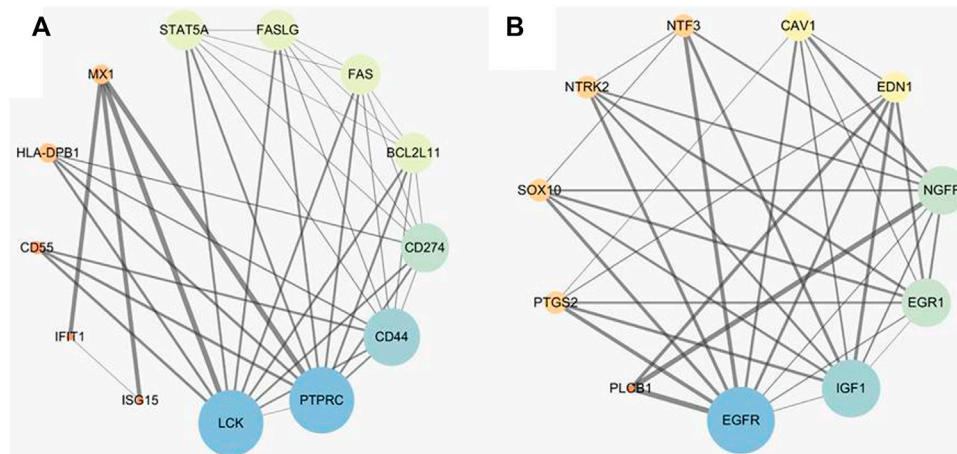 A
STAT5A
FASLG
FAS
MX1
BCL2L11
HLA-DPB1
CD274
CD55
CD44
IFIT1
PTPRC
ISG15
LCK
B
NTF3
CAV1
NTRK2
EDN1
SOX10
NGFR
PTGS2
EGR1
PLCB1
IGF1
EGFR